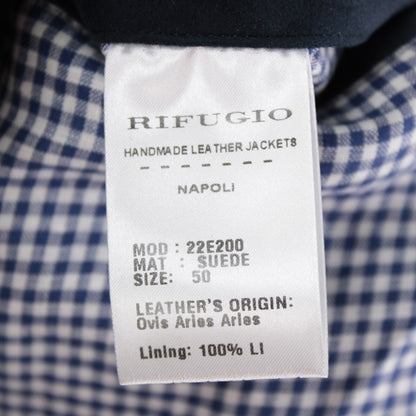 RIFUGIO
HANDMADE LEATHER JACKETS
NAPOLI
MOD : 22E200
MAT : SUEDE
SIZE: 50
LEATHER'S ORIGIN:
Ovis Aries Aries
Lining: 100% LI